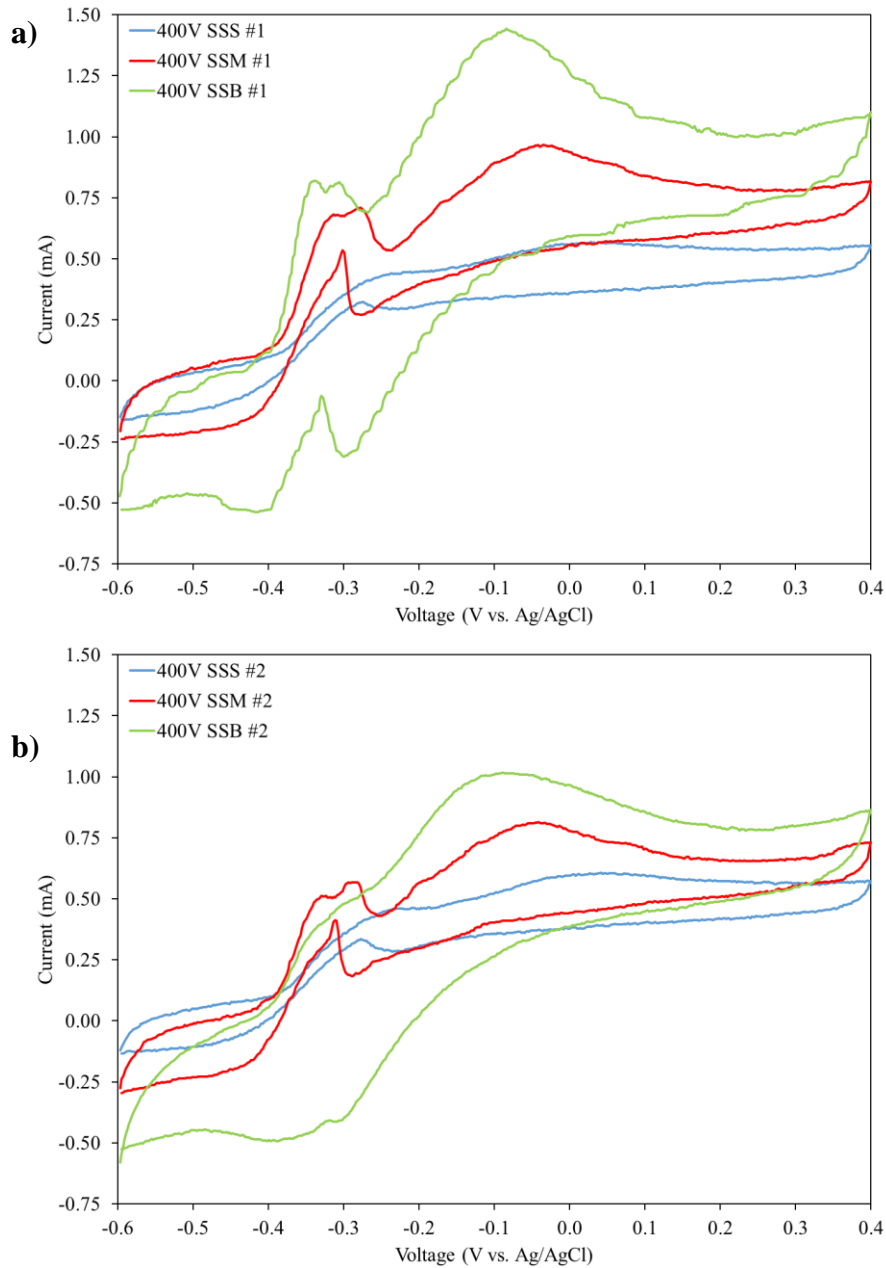 a)
1.50
400V SSS #1
400V SSM #1
1.25
400V SSB #1
1.00
0.75
0.50
Current (mA)
0.25
0.00
-0.25
-0.50
-0.75
-0.6 -0.5 -0.4 -0.3 -0.2 -0.1 0.0 0.1 0.2 0.3 0.4
Voltage (V vs. Ag/AgCl)
b)
1.50
400V SSS #2
400V SSM #2
1.25
400V SSB #2
1.00
0.75
0.50
Current (mA)
0.25
0.00
-0.25
-0.50
-0.75
-0.6 -0.5 -0.4 -0.3 -0.2 -0.1 0.0 0.1 0.2 0.3 0.4
Voltage (V vs. Ag/AgCl)